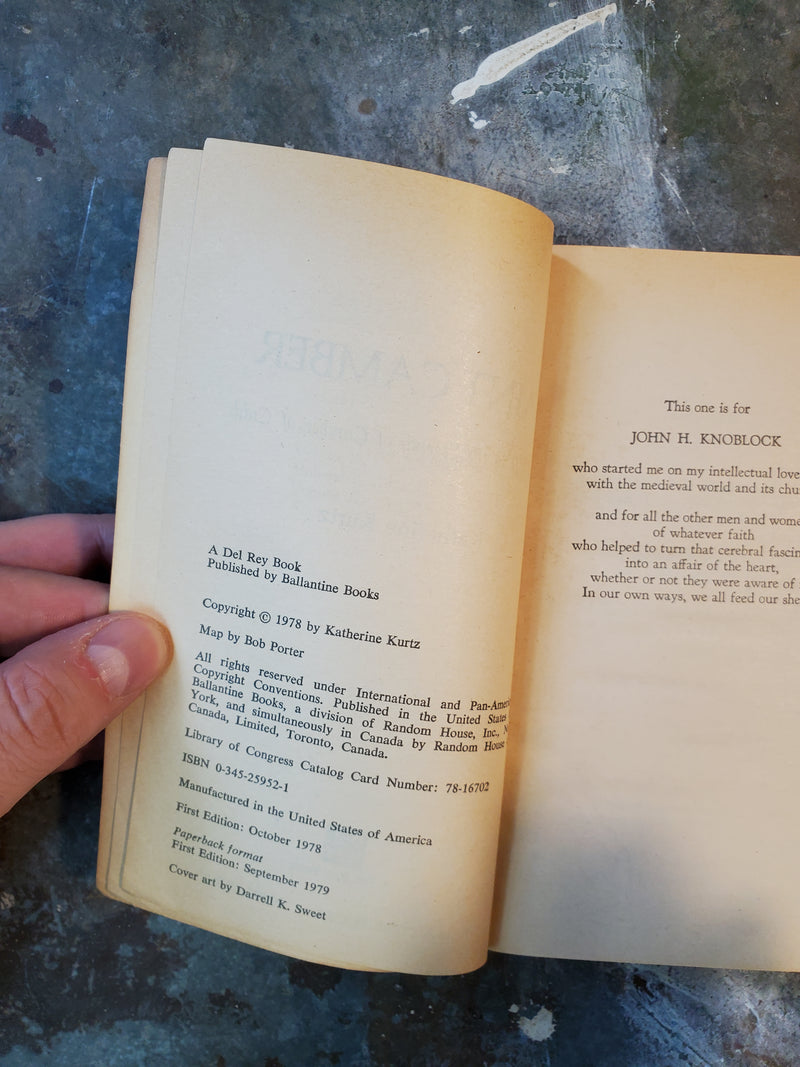 A Del Rey Book
Published by Ballantine Books
Copyright © 1978 by Katherine Kurtz
Map by Bob Porter
All rights reserved under International and Pan-Americ
Copyright Conventions. Published in the United States
Ballantine Books, a division of Random House, Inc., N
York, and simultaneously in Canada by Random House
Canada, Limited, Toronto, Canada.
Library of Congress Catalog Card Number: 78-16702
ISBN 0-345-25952-1
Manufactured in the United States of America
First Edition: October 1978
Paperback format
First Edition: September 1979
Cover art by Darrell K. Sweet
This one is for
JOHN H. KNOBLOCK
who started me on my intellectual love
with the medieval world and its chu
and for all the other men and wome
of whatever faith
who helped to turn that cerebral fascin
into an affair of the heart,
whether or not they were aware of
In our own ways, we all feed our she